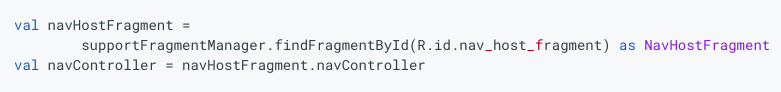 val navHostFragment =
        supportFragmentManager.findFragmentById(R.id.nav_host_fragment) as NavHostFragment
val navController = navHostFragment.navController